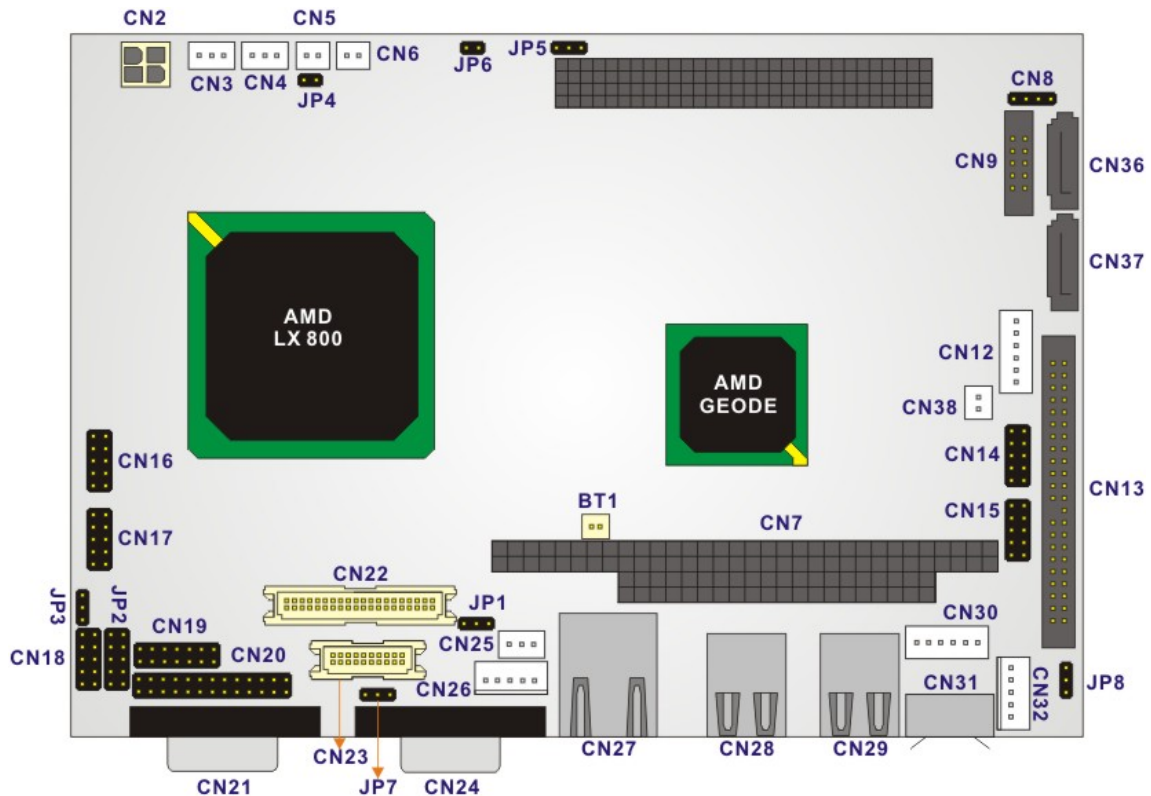 CN2
CN5
CN3
CN4
CN6
JP4
JP6
JP5
CN8
CN9
CN36
CN37
AMD
LX 800
AMD
GEODE
CN12
CN38
CN14
CN13
CN15
CN16
CN17
BT1
CN7
JP3
JP2
CN22
JP1
CN19
CN18
CN20
CN25
CN26
CN30
CN31
CN32
JP8
CN21
CN23
JP7
CN24
CN27
CN28
CN29